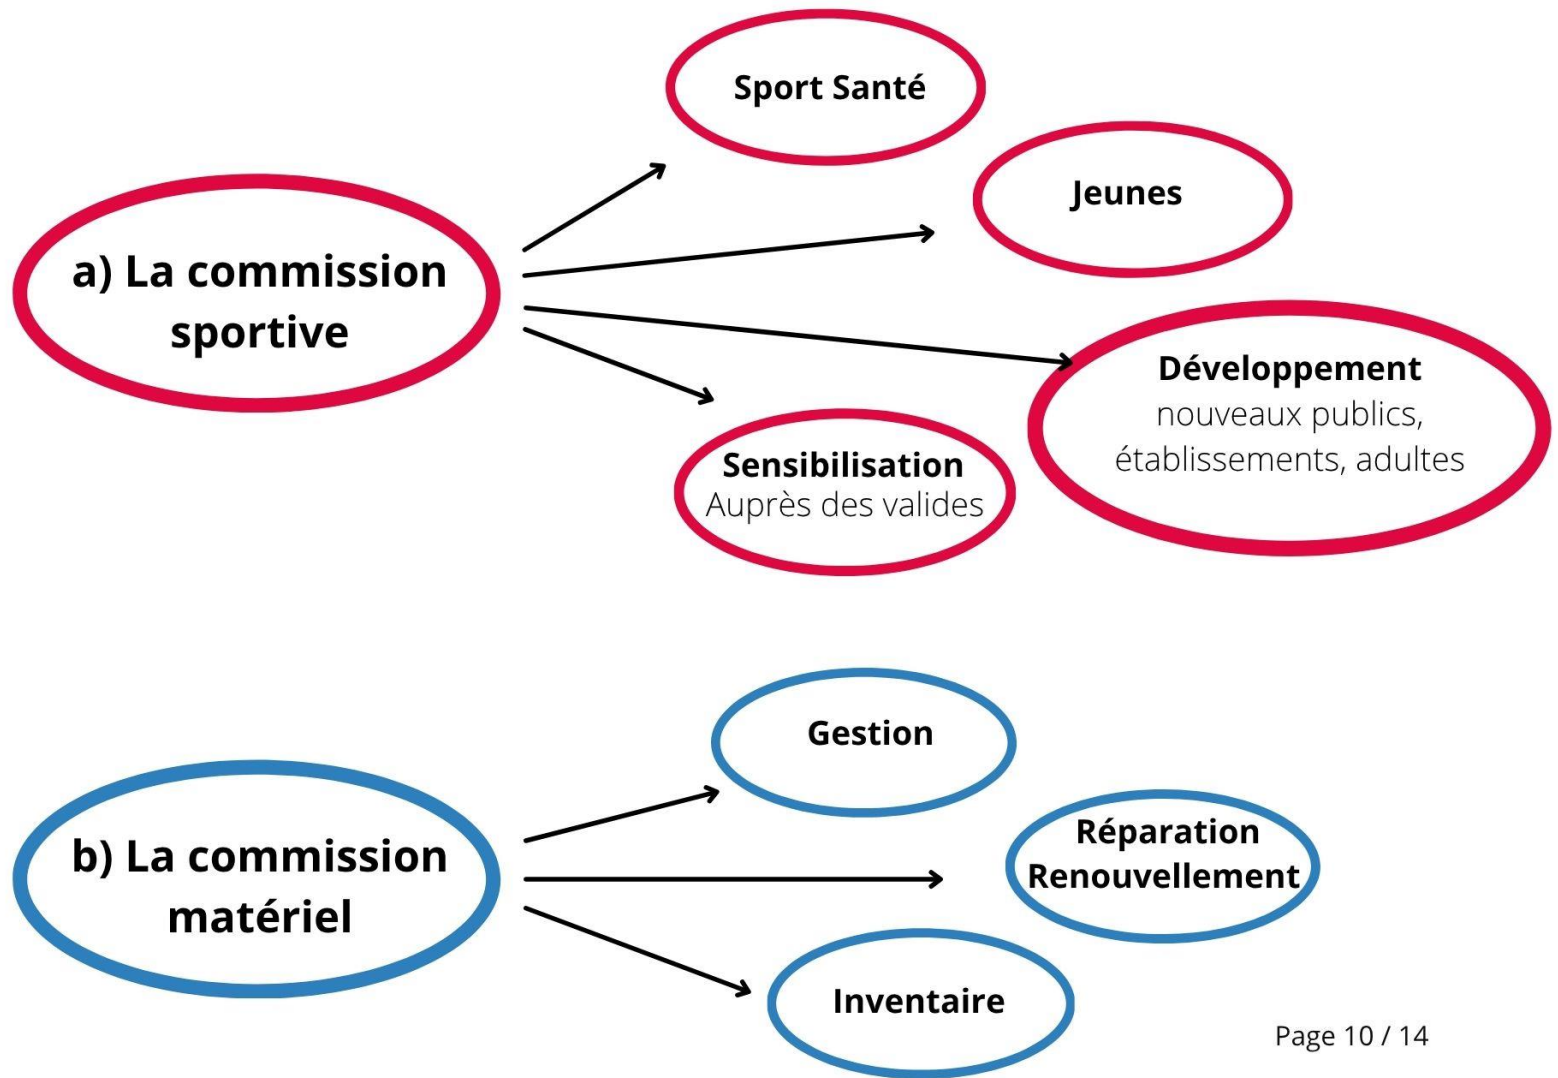 Sport Santé
Jeunes
a) La commission
sportive
Développement
nouveaux publics,
établissements, adultes
Sensibilisation
Auprès des valides
Gestion
b) La commission
matériel
Réparation
Renouvellement
Inventaire
Page 10 / 14